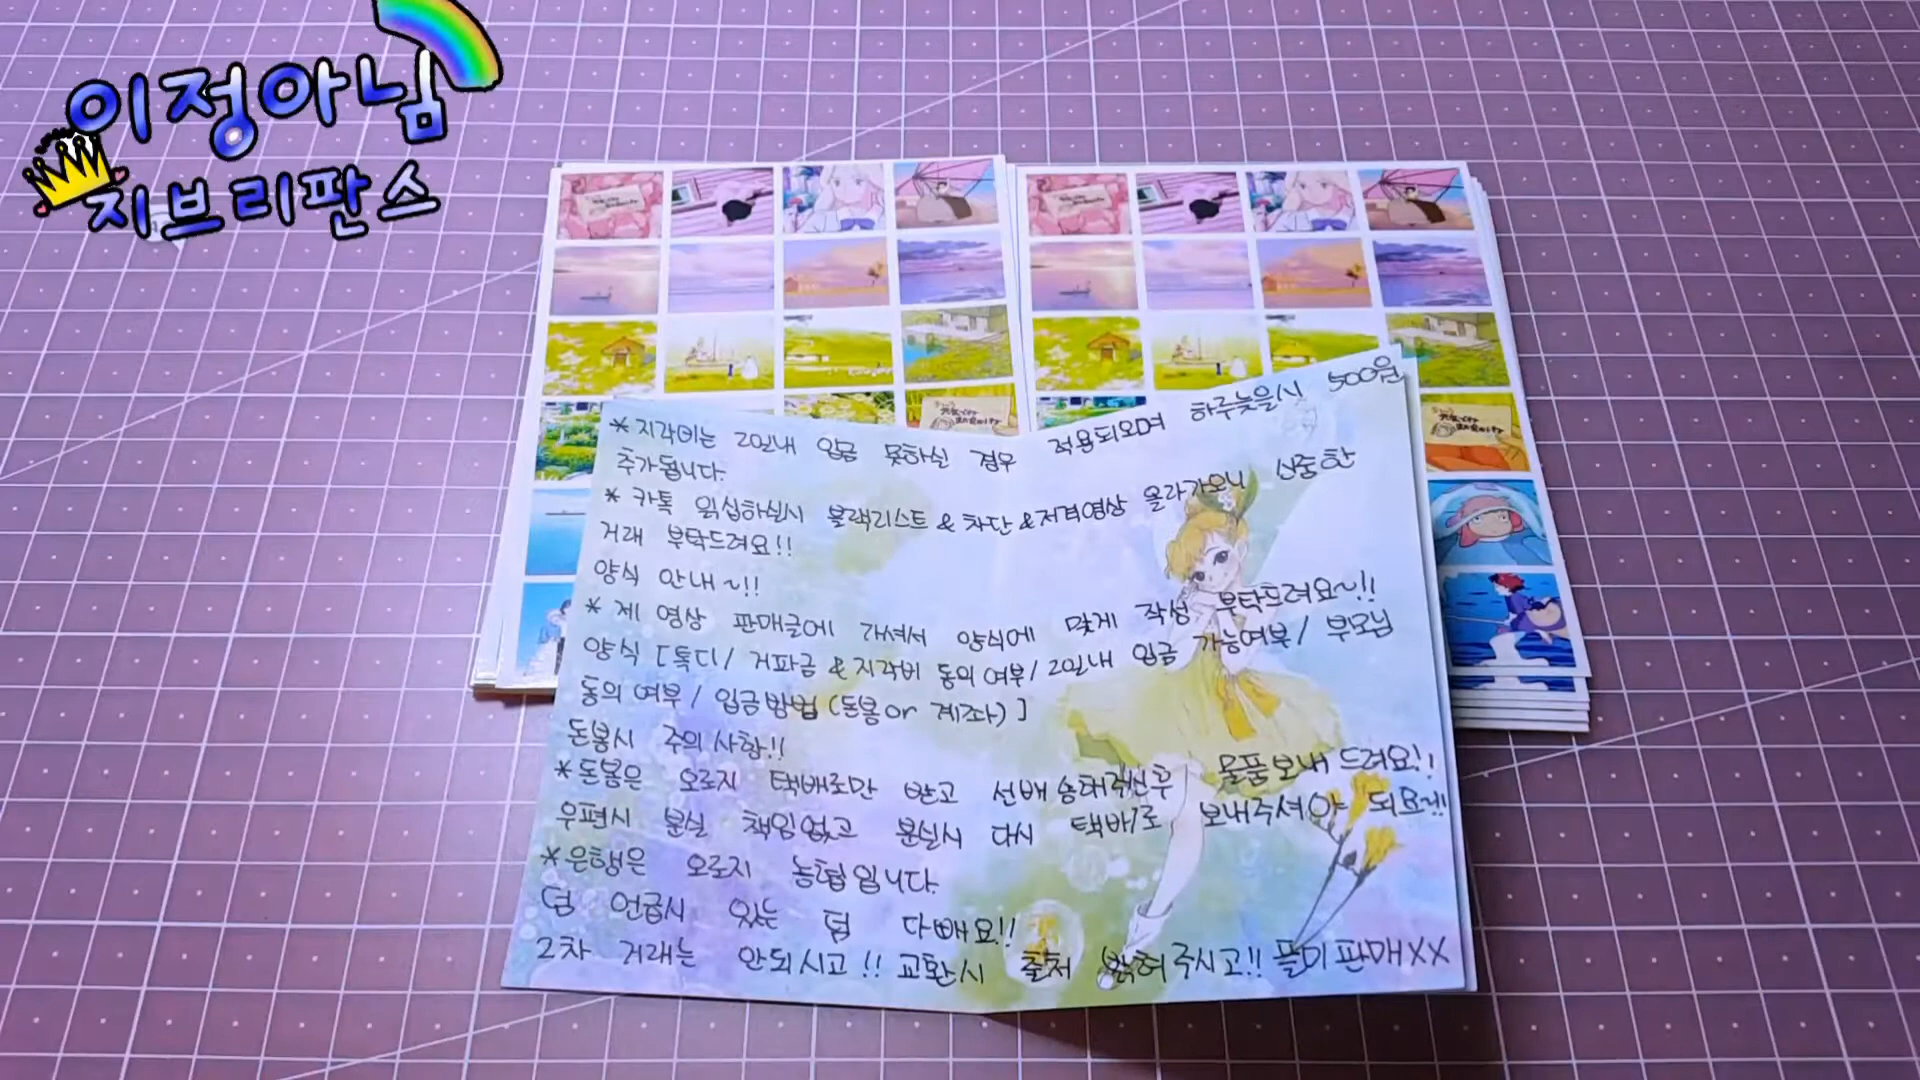 이정아님
지브리판스
*지각비는 2일내 입금 못하실 경우 적용되오며 하루늦을시 500원
추가됩니다.
* 카톡 읽씹하실시 블랙리스트 & 차단 & 저격영상 올라가오니 신중한
거래 부탁드려요!!
양식 안내~!!
* 제 영상 판매글에 가셔서 양식에 맞게 작성 부탁드려요~!!
양식 [톡디/ 거파금 & 지각비 동의 여부/ 2일내 입금 가능여부/ 부모님
동의 여부 / 입금방법 (돈봉or 계좌) ]
돈봉시 주의 사항!!
*돈봉은 오로지 택배로만 받고 선배송해주신후 물품보내 드려요!!
우편시 분실 책임없고 분실시 다시 택배로 보내주셔야 되요~!!
*은행은 오로지 농협입니다.
덤 언급시 있는 덤 다빼요!!
2차 거래는 안되시고!! 교환시 출처 밝혀주시고!! 플미판매XX